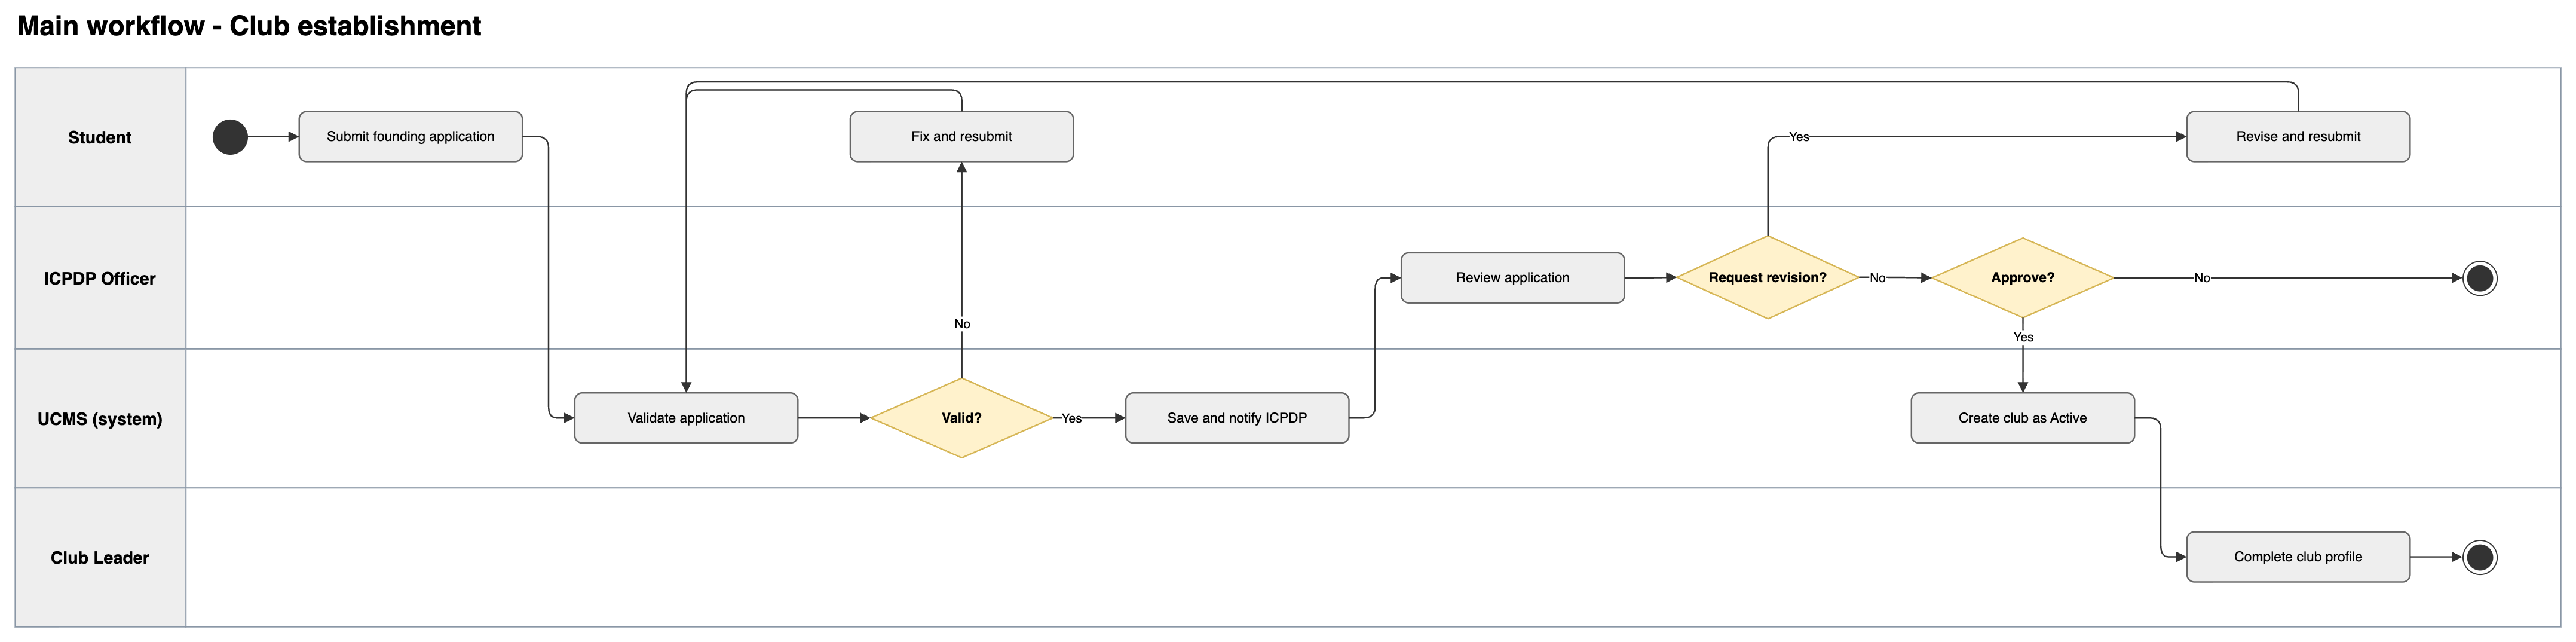 Main workflow - Club establishment
Student
Submit founding application
Fix and resubmit
Yes
Revise and resubmit
ICPDP Officer
Review application
Request revision?
No
Approve?
No
No
Yes
UCMS (system)
Validate application
Valid?
Yes
Save and notify ICPDP
Create club as Active
Club Leader
Complete club profile